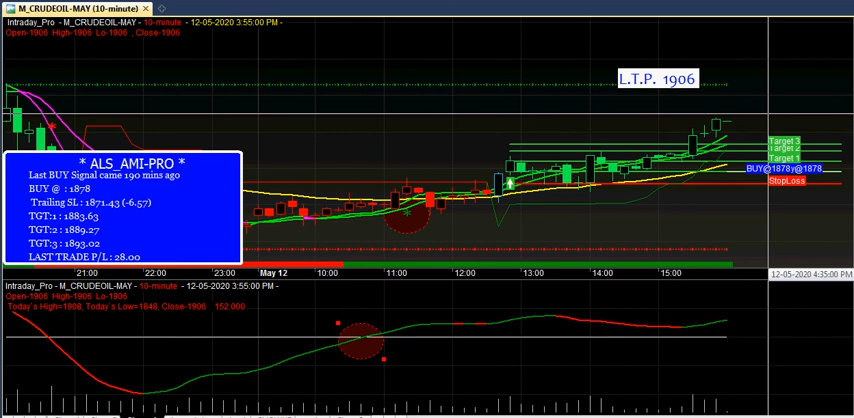 M_CRUDEOIL-MAY (10-minute)
Intraday_Pro - M_CRUDEOIL-MAY - 10-minute - 12-05-2020 3:55:00 PM -
Open-1906 High-1906 Lo-1906 , Close-1906
L.T.P. 1906
Target 3
Target 2
Target 1
BUY@1878y@1878
StopLoss
* ALS_AMI-PRO *
Last BUY Signal came 190 mins ago
BUY @ : 1878
Trailing SL : 1871.43 (-6.57)
TGT:1 : 1883.63
TGT:2 : 1889.27
TGT:3 : 1893.02
LAST TRADE P/L : 28.00
21:00 22:00 23:00 May 12 10:00 11:00 12:00 13:00 14:00 15:00 12-05-2020 4:35:00 PM
Intraday_Pro - M_CRUDEOIL-MAY - 10-minute - 12-05-2020 3:55:00 PM -
Open-1906 High-1906 Lo-1906
Today`s High=1908, Today`s Low=1848, Close-1906 152.000